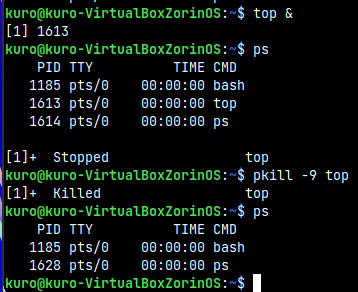 kuro@kuro-VirtualBoxZorinOS:~$ top &
[1] 1613
kuro@kuro-VirtualBoxZorinOS:~$ ps
    PID TTY          TIME CMD
   1185 pts/0    00:00:00 bash
   1613 pts/0    00:00:00 top
   1614 pts/0    00:00:00 ps

[1]+  Stopped                 top
kuro@kuro-VirtualBoxZorinOS:~$ pkill -9 top
[1]+  Killed                  top
kuro@kuro-VirtualBoxZorinOS:~$ ps
    PID TTY          TIME CMD
   1185 pts/0    00:00:00 bash
   1628 pts/0    00:00:00 ps
kuro@kuro-VirtualBoxZorinOS:~$